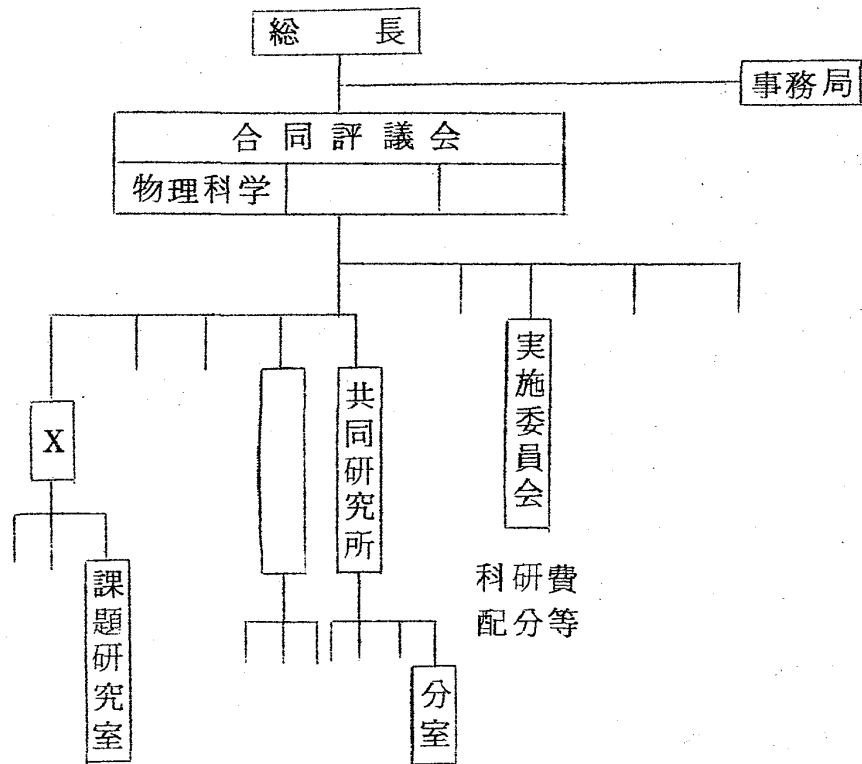 総長
事務局
合同評議会
物理科学
X
共同研究所
実施委員会
課題研究室
分室
科研費
配分等